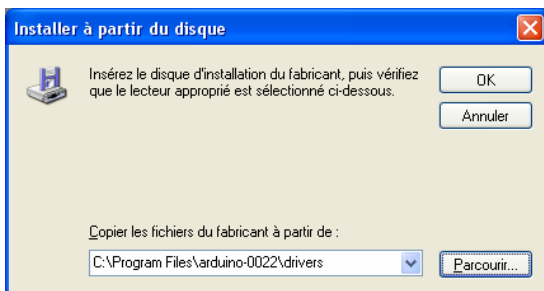 Installer à partir du disque
Insérez le disque d'installation du fabricant, puis vérifiez
que le lecteur approprié est sélectionné ci-dessous.
OK
Annuler
Copier les fichiers du fabricant à partir de :
C:\Program Files\arduino-0022\drivers
Parcourir...